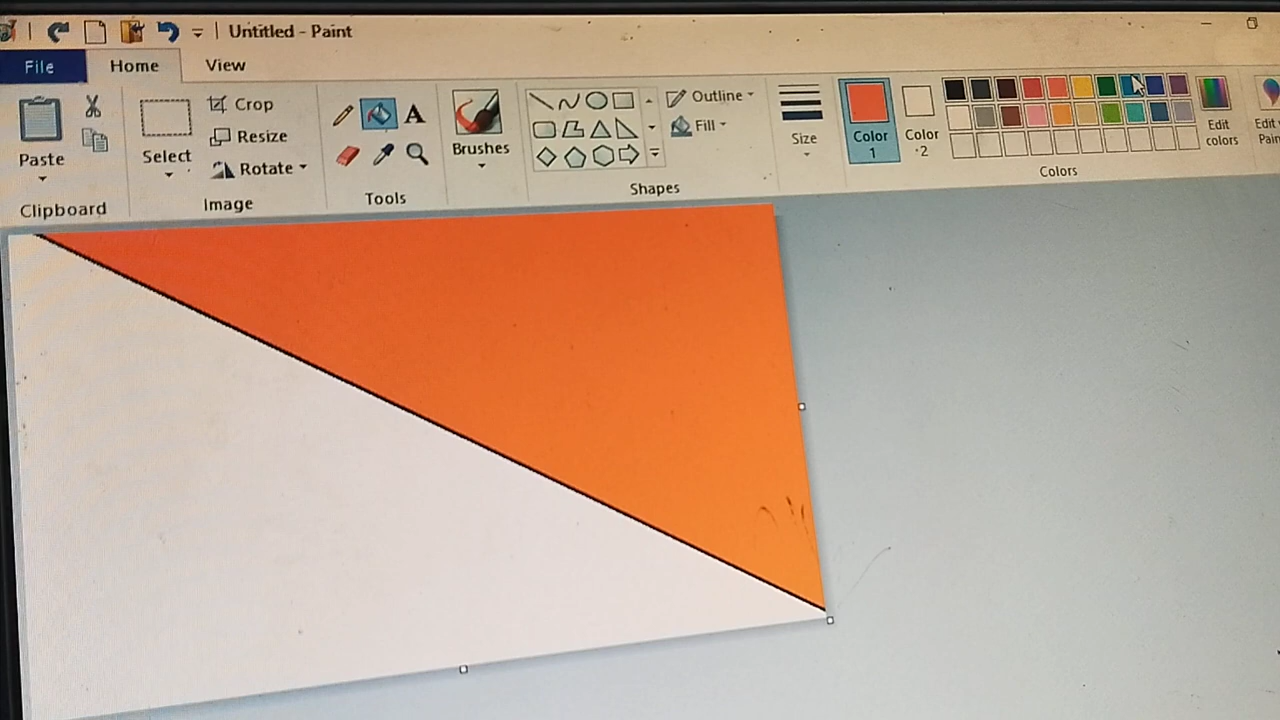 Untitled - Paint
File
Home
View
Paste
Clipboard
Select
Crop
Resize
Rotate
Image
A
Tools
Brushes
Outline
Fill
Shapes
Size
Color
1
Color
2
Colors
Edit
colors
Edit